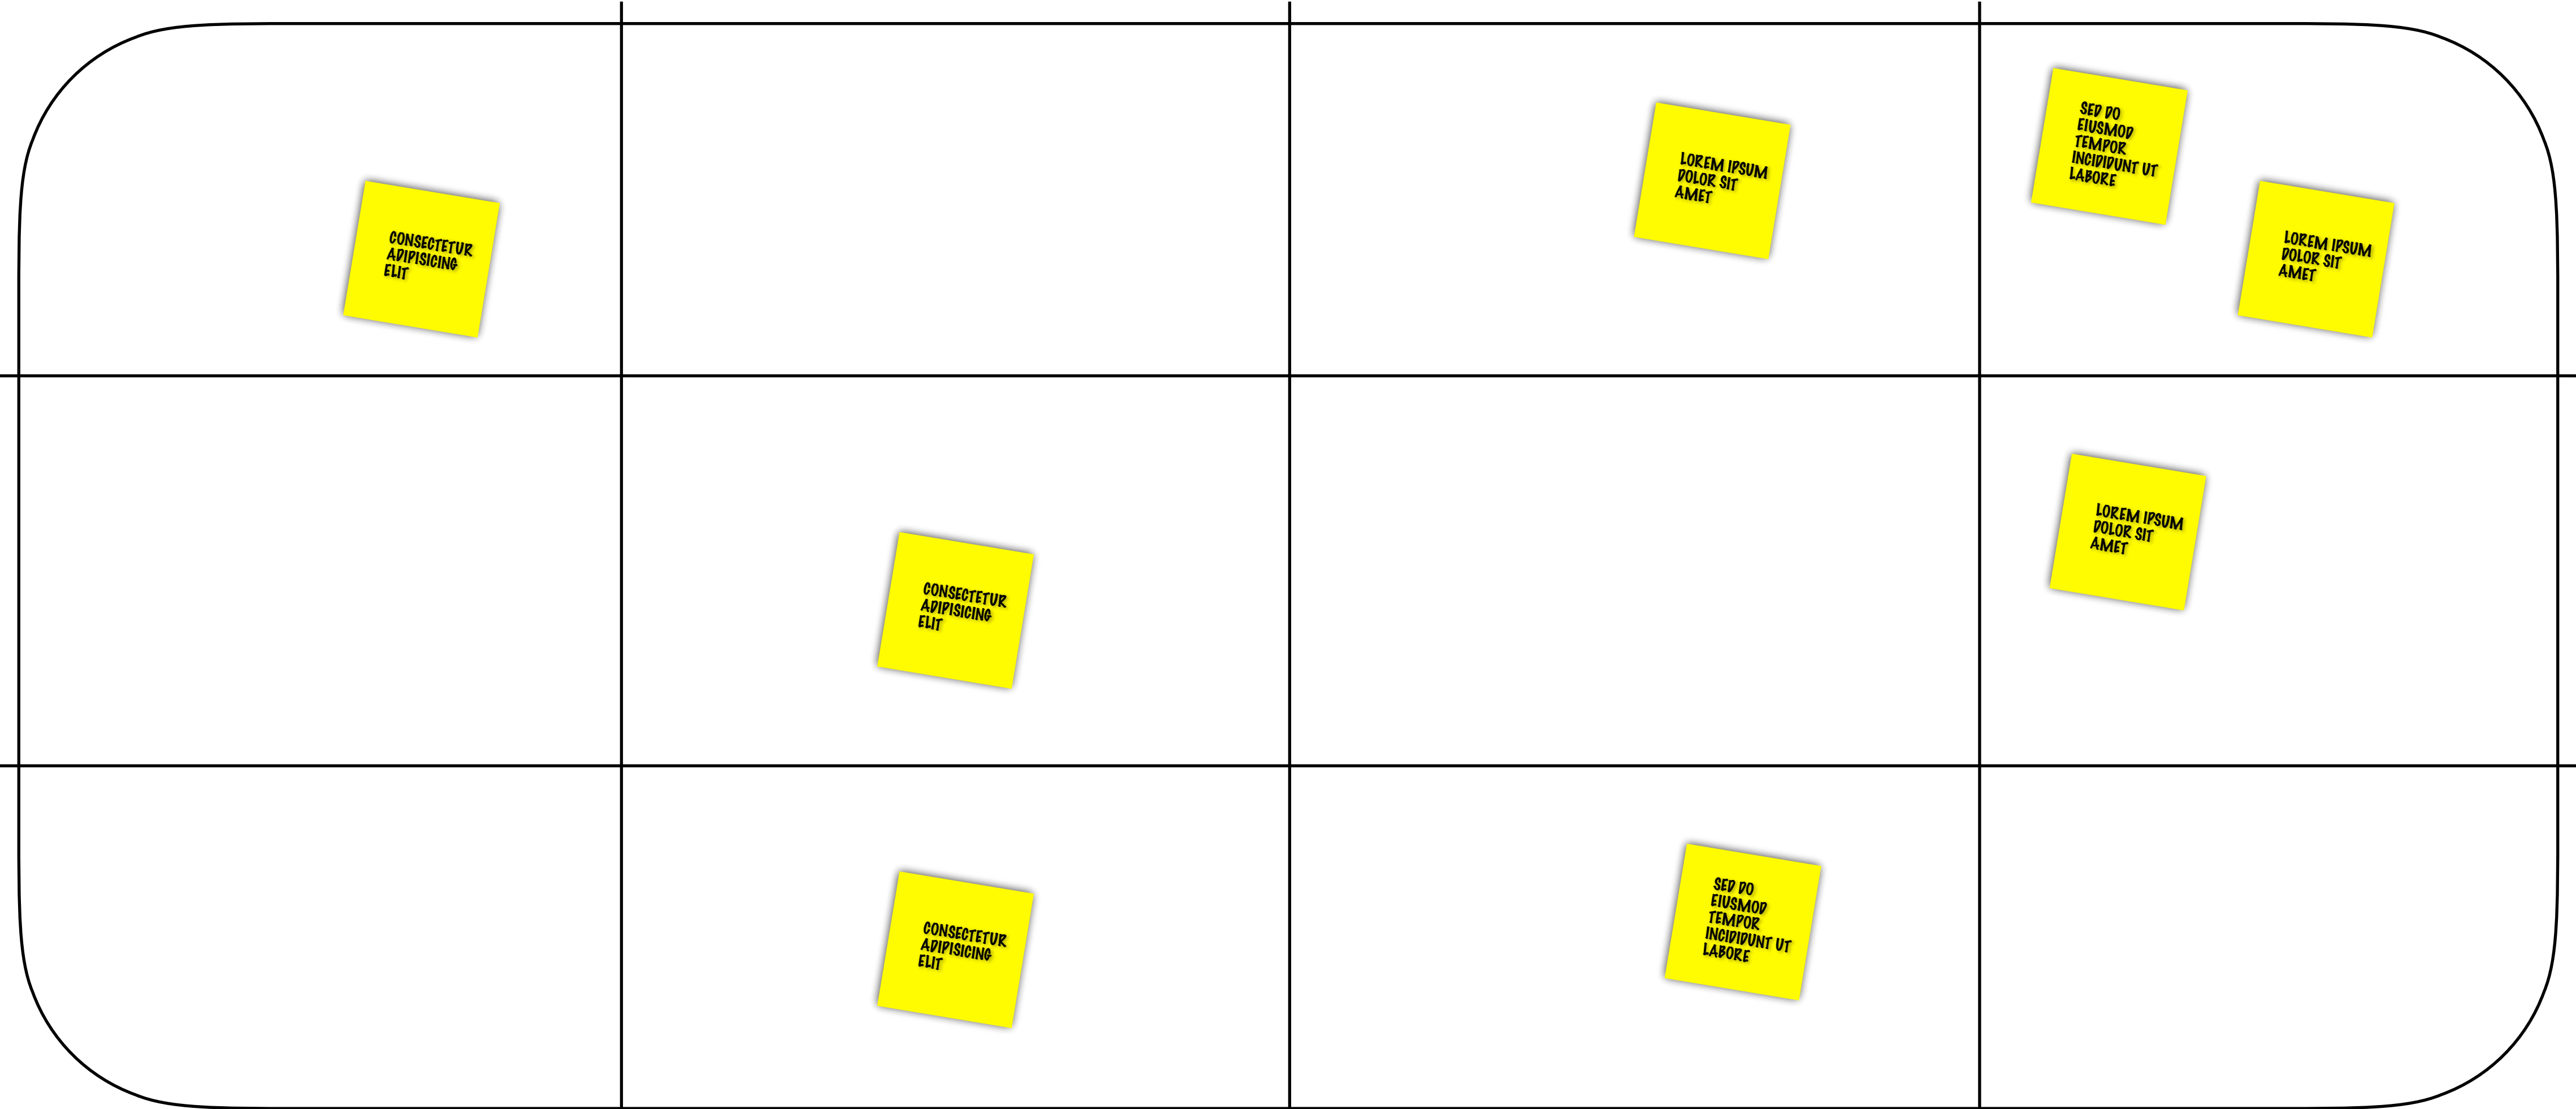 CONSECTETUR
ADIPISICING
ELIT
LOREM IPSUM
DOLOR SIT
AMET
SED DO
EIUSMOD
TEMPOR
INCIDIDUNT UT
LABORE
LOREM IPSUM
DOLOR SIT
AMET
CONSECTETUR
ADIPISICING
ELIT
LOREM IPSUM
DOLOR SIT
AMET
CONSECTETUR
ADIPISICING
ELIT
SED DO
EIUSMOD
TEMPOR
INCIDIDUNT UT
LABORE